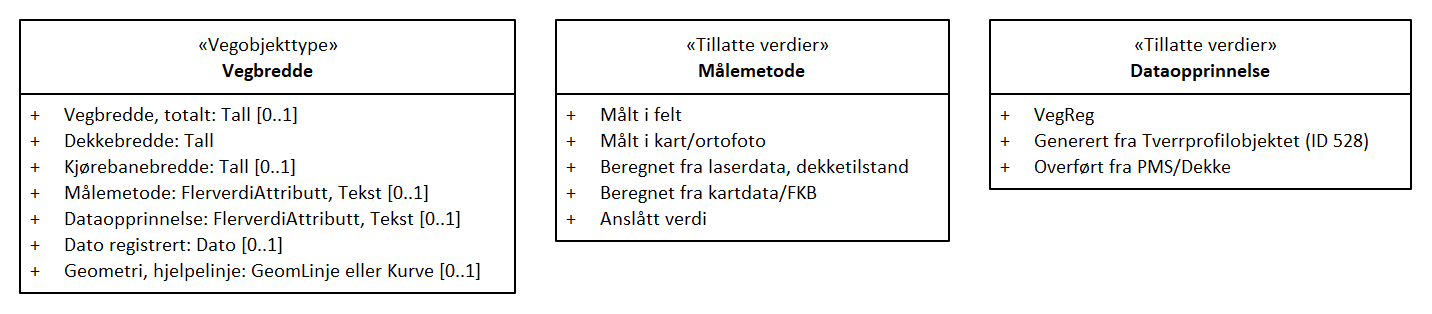 «Vegobjekttype»
Vegbredde
+ Vegbredde, totalt: Tall [0..1]
+ Dekkebredde: Tall
+ Kjørebanebredde: Tall [0..1]
+ Målemetode: FlerverdiAttributt, Tekst [0..1]
+ Dataopprinnelse: FlerverdiAttributt, Tekst [0..1]
+ Dato registrert: Dato [0..1]
+ Geometri, hjelpelinje: GeomLinje eller Kurve [0..1]
«Tillatte verdier»
Målemetode
+ Målt i felt
+ Målt i kart/ortofoto
+ Beregnet fra laserdata, dekketilstand
+ Beregnet fra kartdata/FKB
+ Anslått verdi
«Tillatte verdier»
Dataopprinnelse
+ VegReg
+ Generert fra Tverrprofilobjektet (ID 528)
+ Overført fra PMS/Dekke